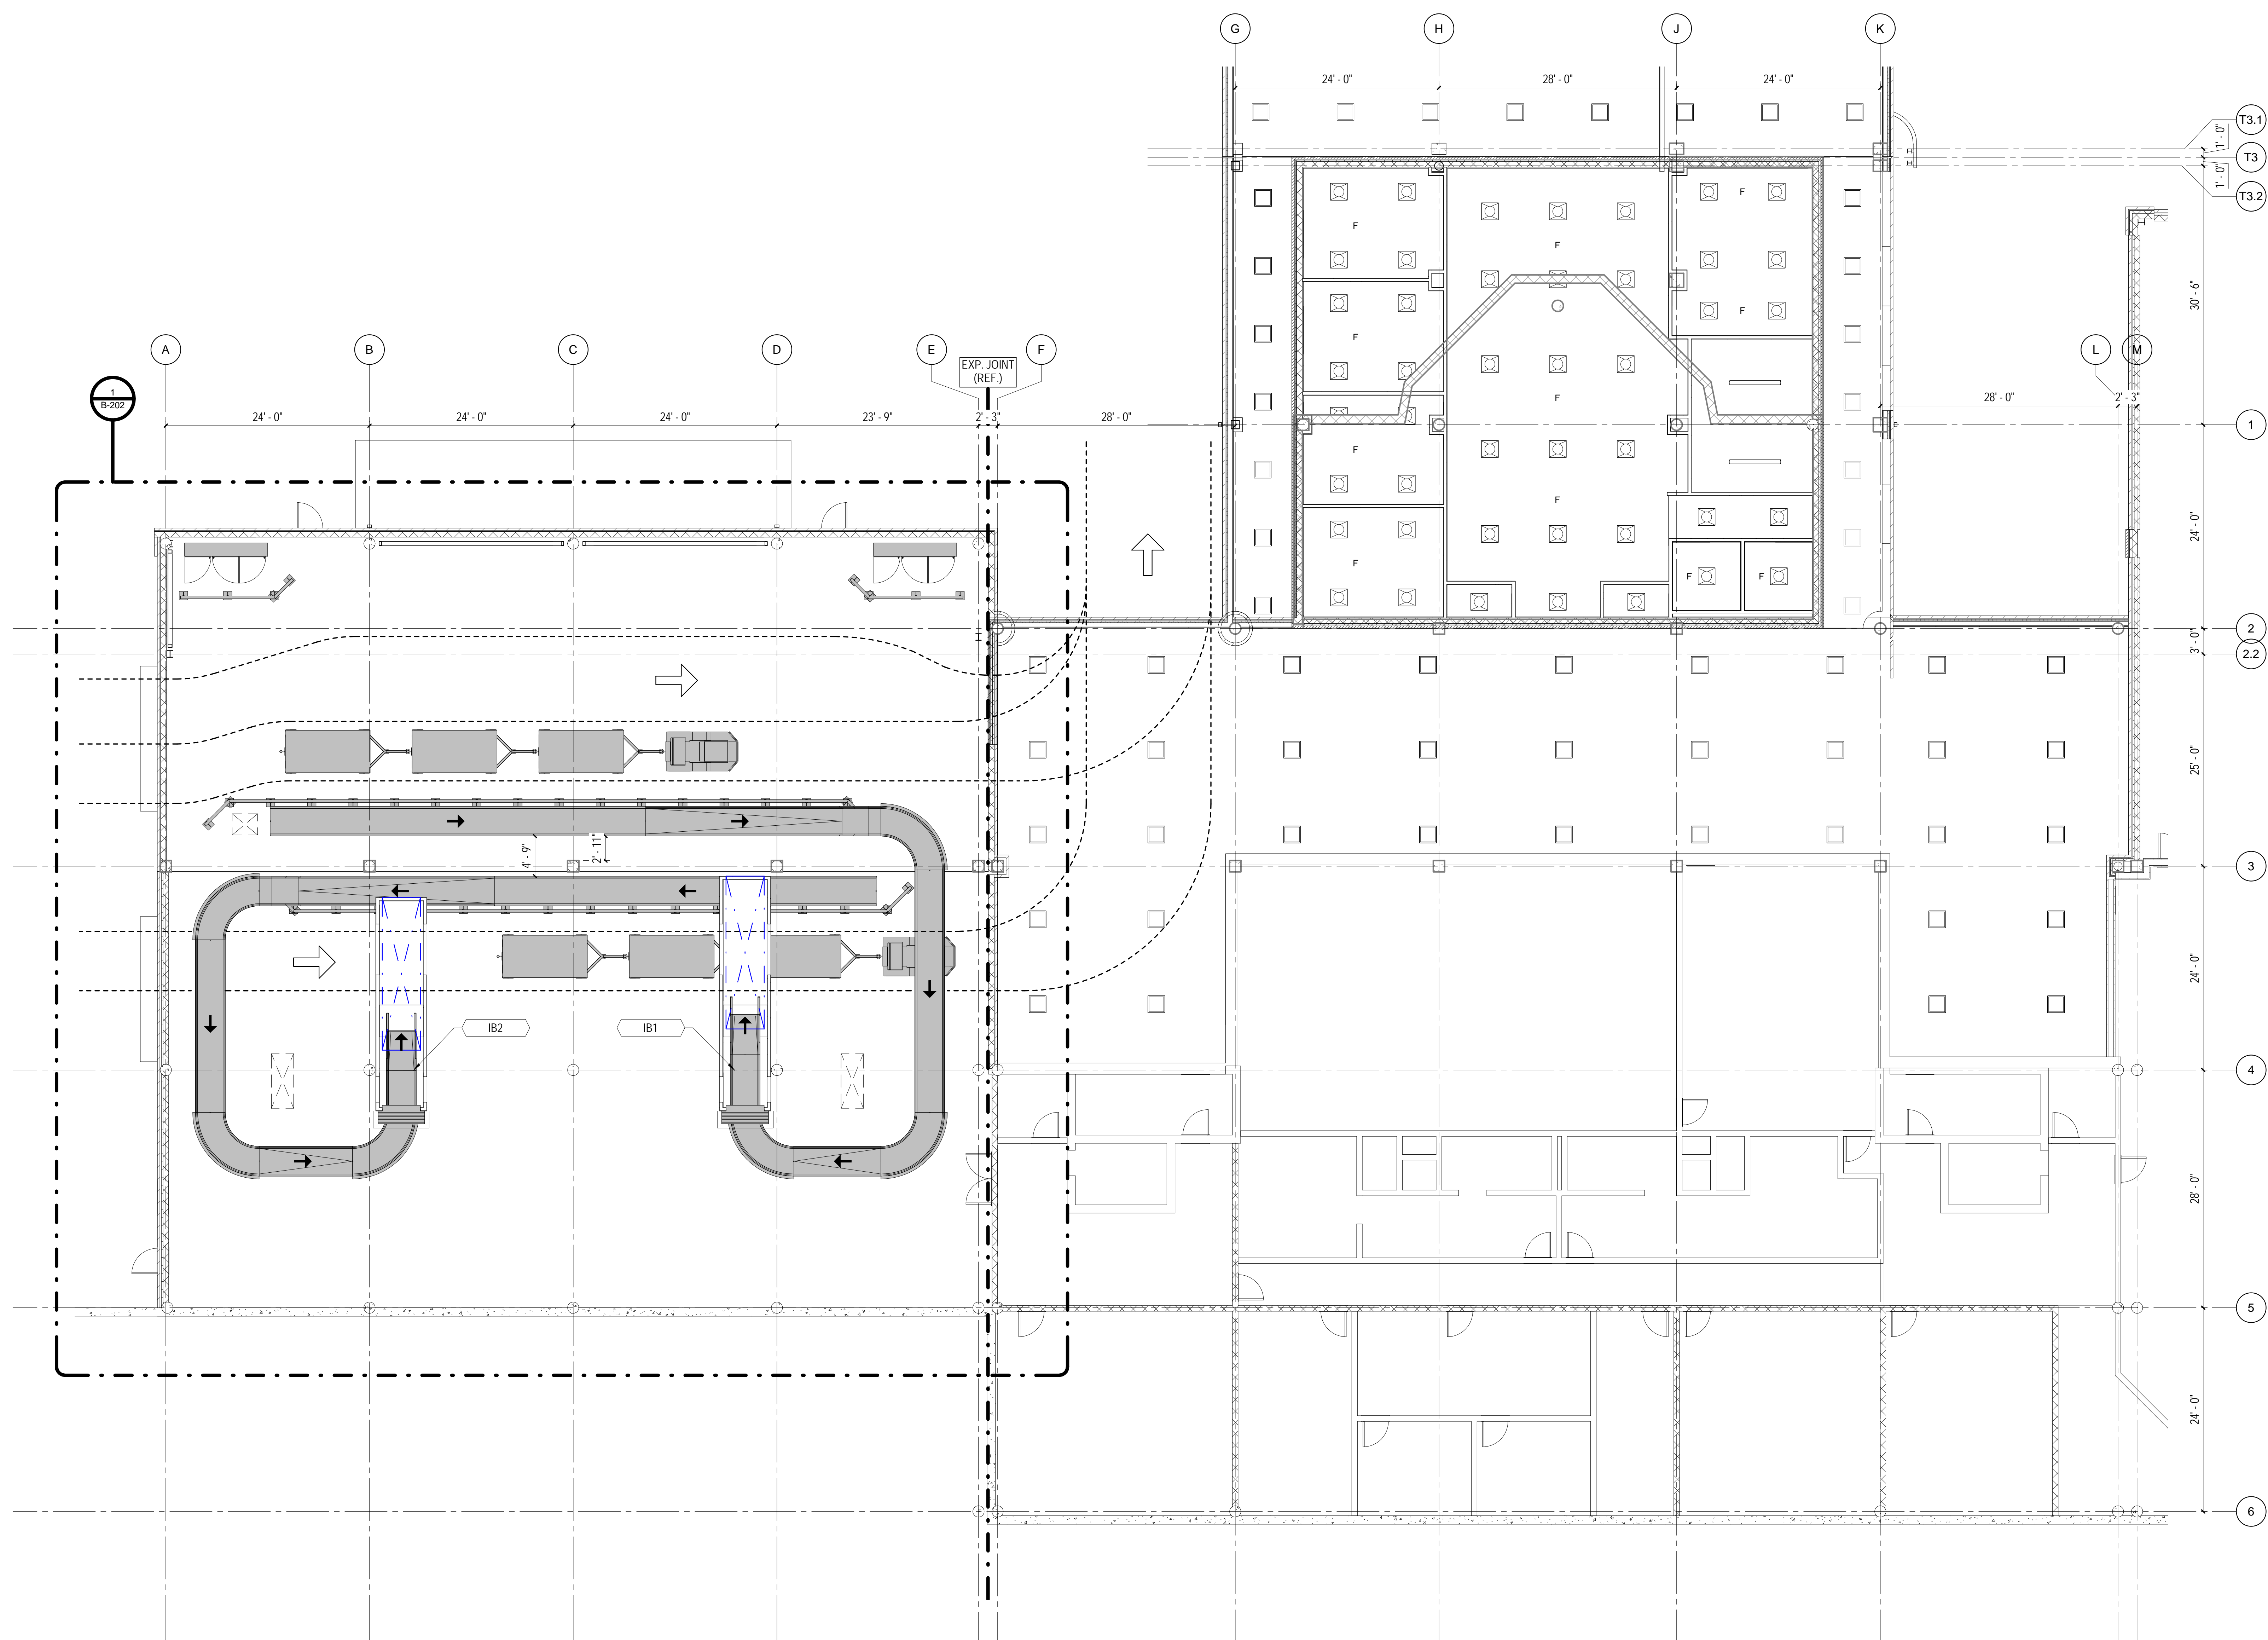 G
H
J
K
24' - 0"
28' - 0"
24' - 0"
T3.1
1' - 0"
T3
1' - 0"
T3.2
F
F
F
F
F
F
F
F
F
F
F
F
30' - 6"
A
B
C
D
E
EXP. JOINT
(REF.)
F
L
M
1
B-202
24' - 0"
24' - 0"
24' - 0"
23' - 9"
2' - 3"
28' - 0"
28' - 0"
2' - 3"
1
24' - 0"
2
3' - 0"
2.2
25' - 0"
4' - 9"
2' - 11"
3
24' - 0"
IB2
IB1
4
28' - 0"
5
24' - 0"
6